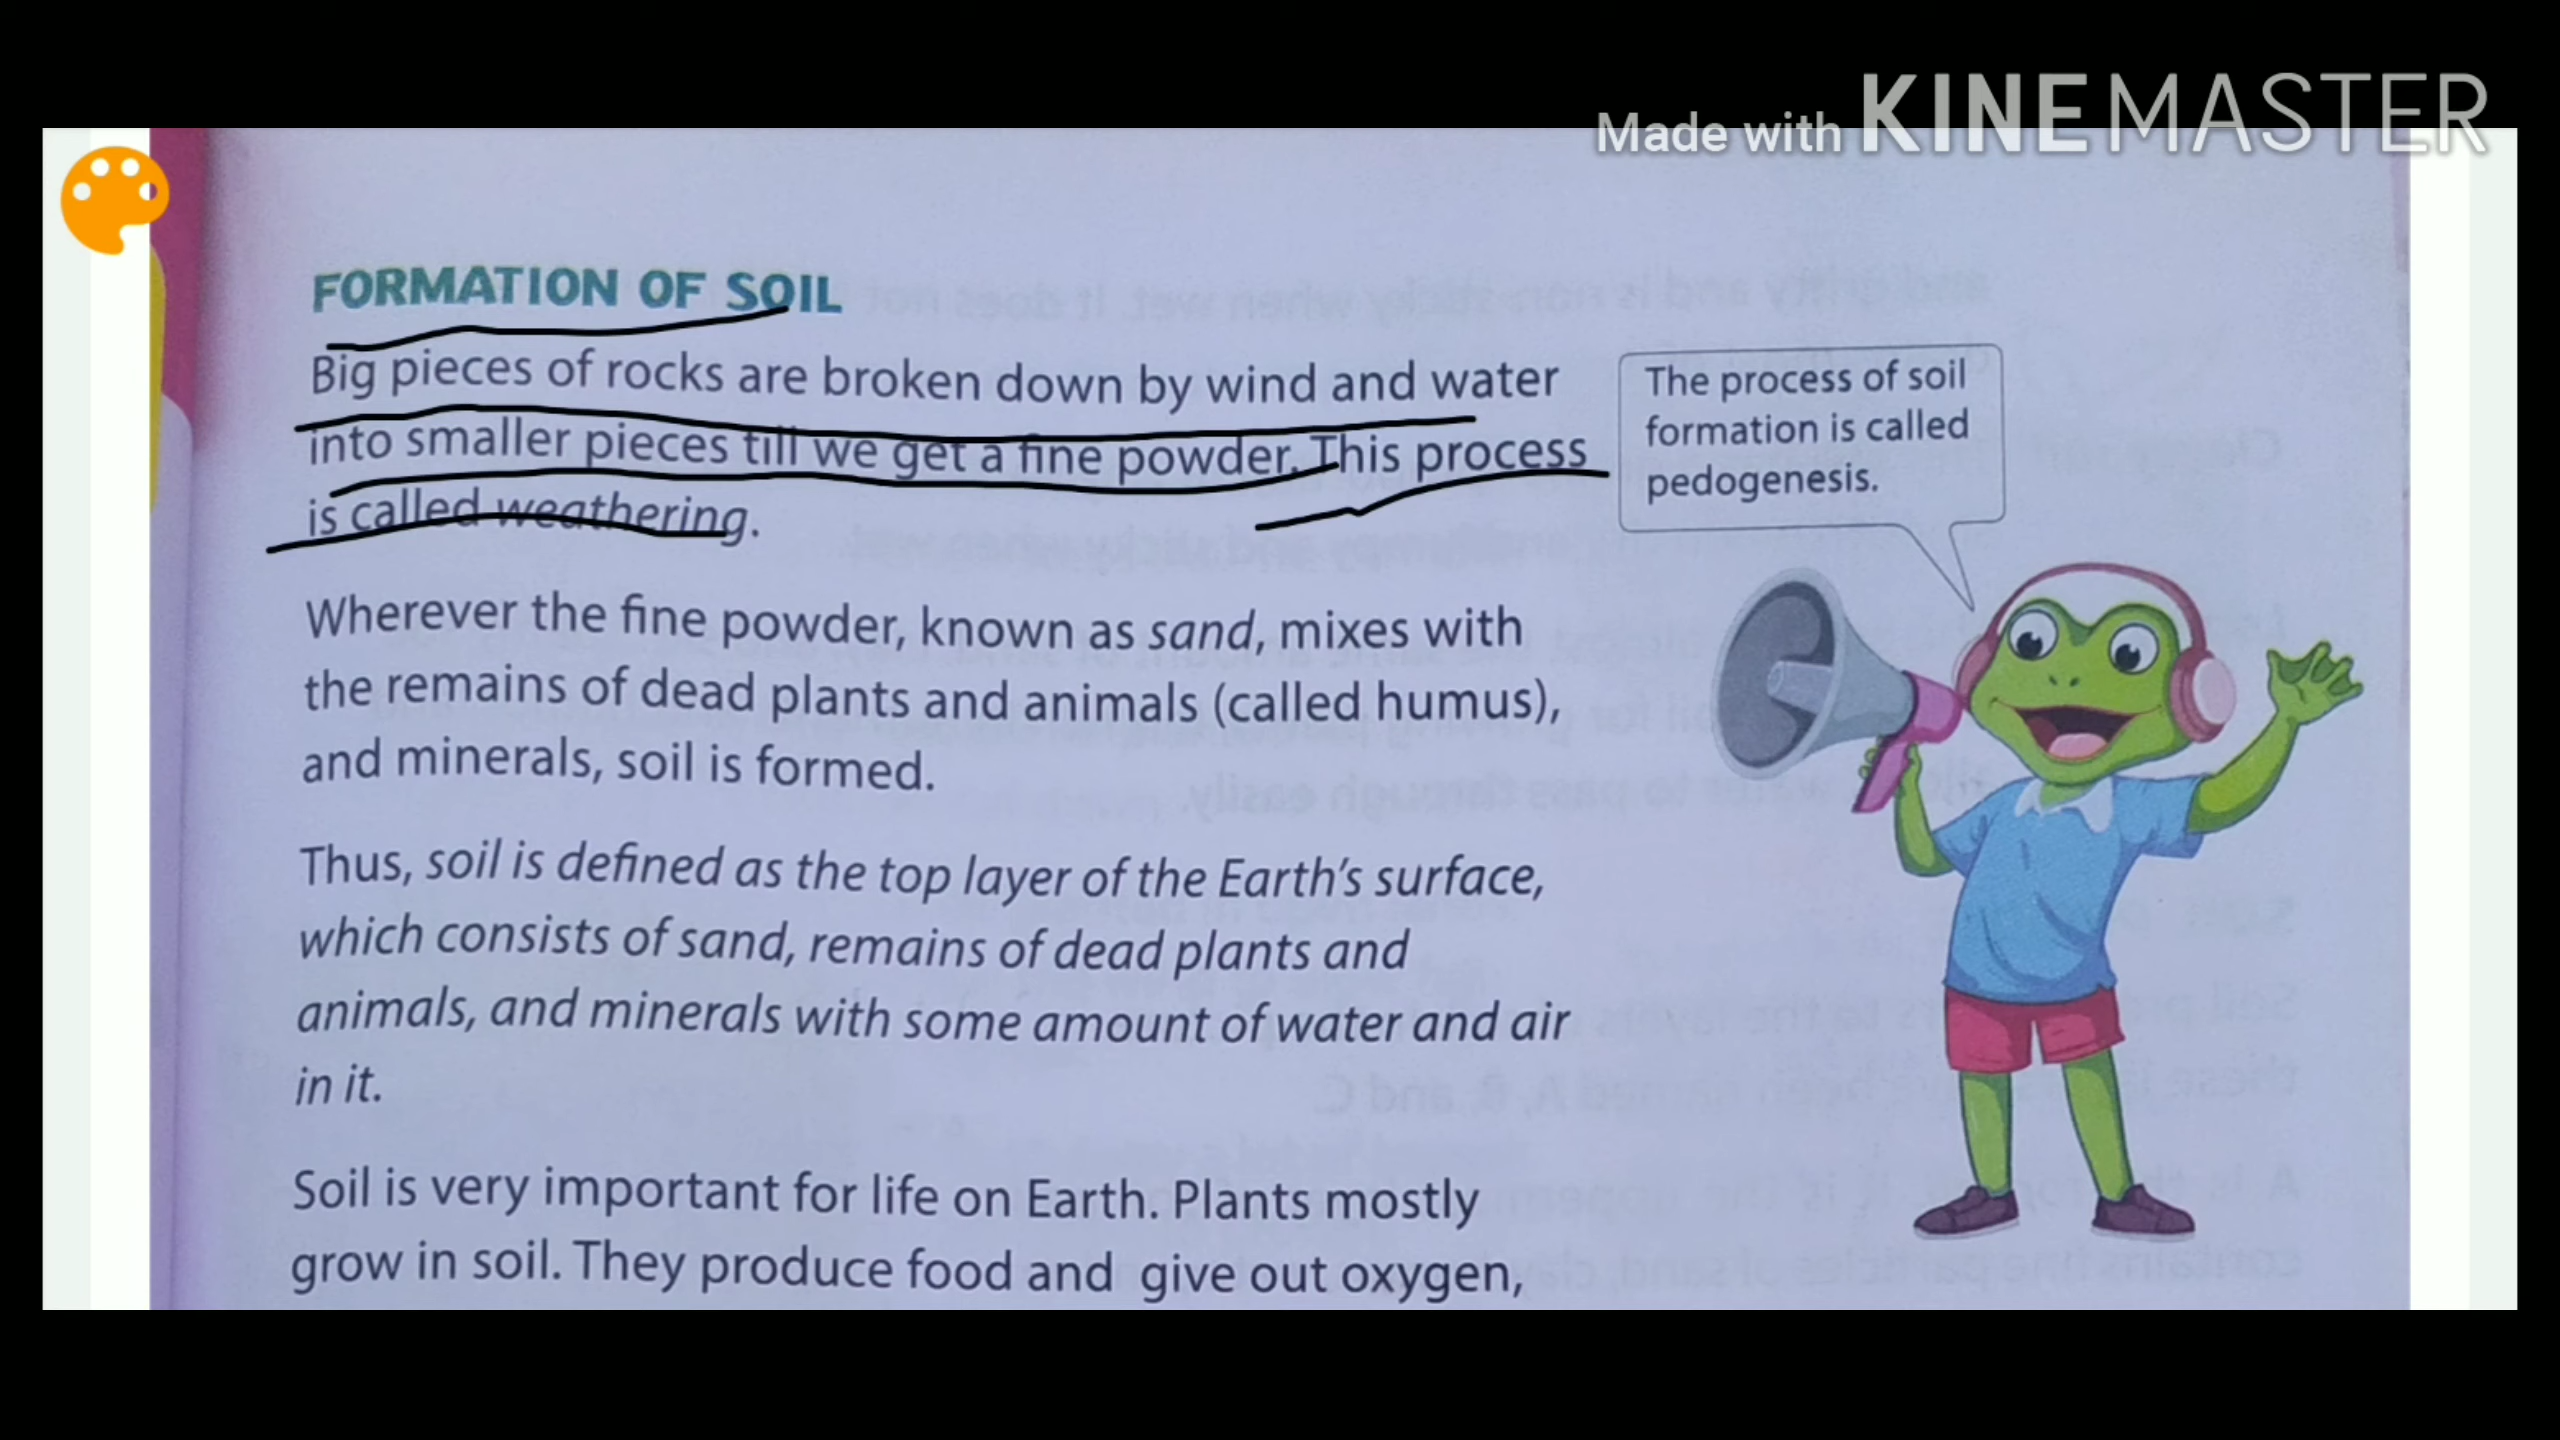 Made with KINEMASTER
FORMATION OF SOIL
Big pieces of rocks are broken down by wind and water
into smaller pieces till we get a fine powder. This process
is called weathering.
The process of soil
formation is called
pedogenesis.
Wherever the fine powder, known as sand, mixes with
the remains of dead plants and animals (called humus),
and minerals, soil is formed.
Thus, soil is defined as the top layer of the Earth's surface,
which consists of sand, remains of dead plants and
animals, and minerals with some amount of water and air
in it.
Soil is very important for life on Earth. Plants mostly
grow in soil. They produce food and give out oxygen,